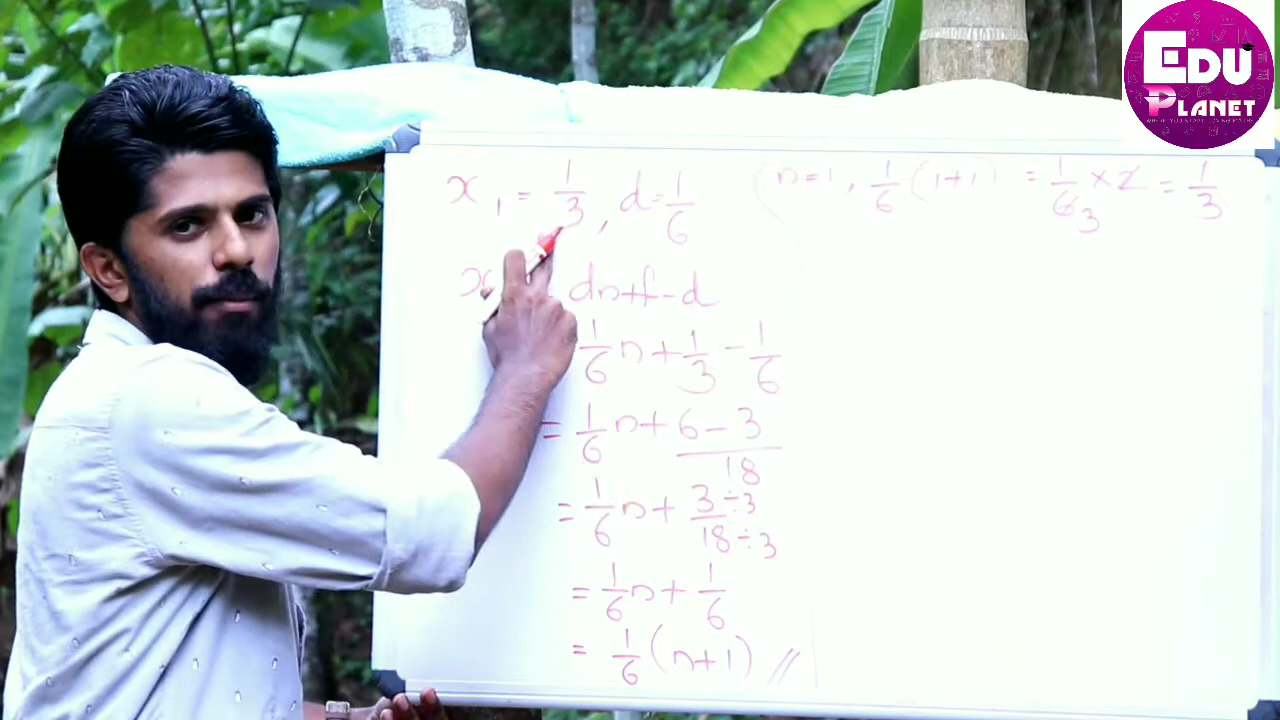 x₁ = 1/3, d = 1/6
(n=1, 1/6 (1+1) = 1/6 × 2 = 1/3
3
x dn+f-d
1/6 n + 1/3 - 1/6
= 1/6 n + 6-3/18
= 1/6 n + 3÷3/18÷3
= 1/6 n + 1/6
= 1/6 (n+1) //
EDU
PLANET